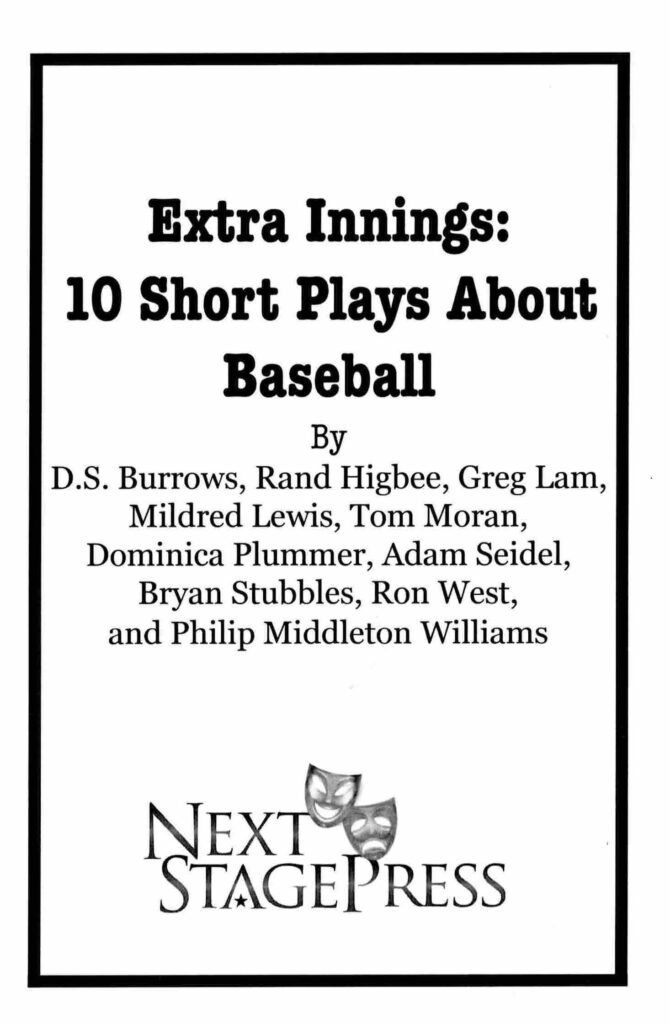 Extra Innings:
10 Short Plays About
Baseball
By
D.S. Burrows, Rand Higbee, Greg Lam,
Mildred Lewis, Tom Moran,
Dominica Plummer, Adam Seidel,
Bryan Stubbles, Ron West,
and Philip Middleton Williams
NEXT
STAGEPRESS